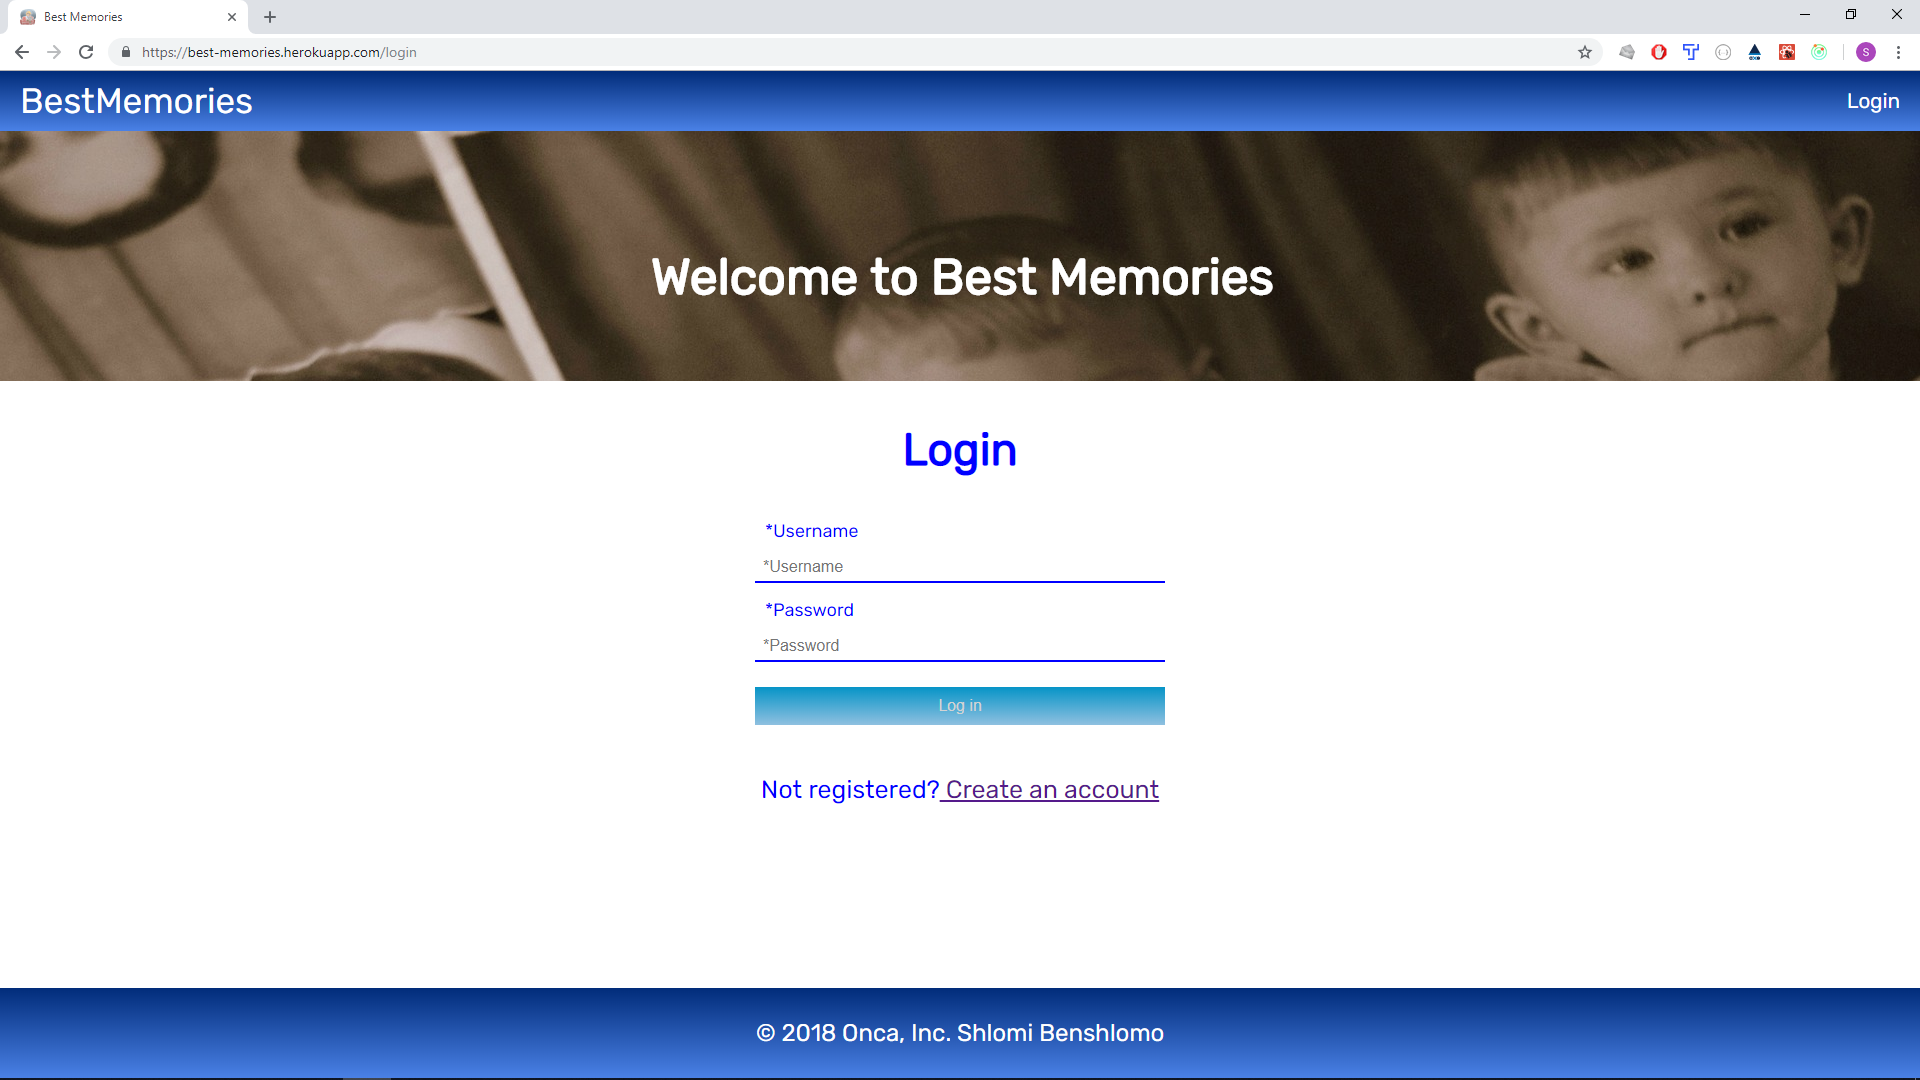 Best Memories
https://best-memories.herokuapp.com/login
S
BestMemories
Login
Welcome to Best Memories
Login
*Username
*Username
*Password
*Password
Log in
Not registered? Create an account
© 2018 Onca, Inc. Shlomi Benshlomo